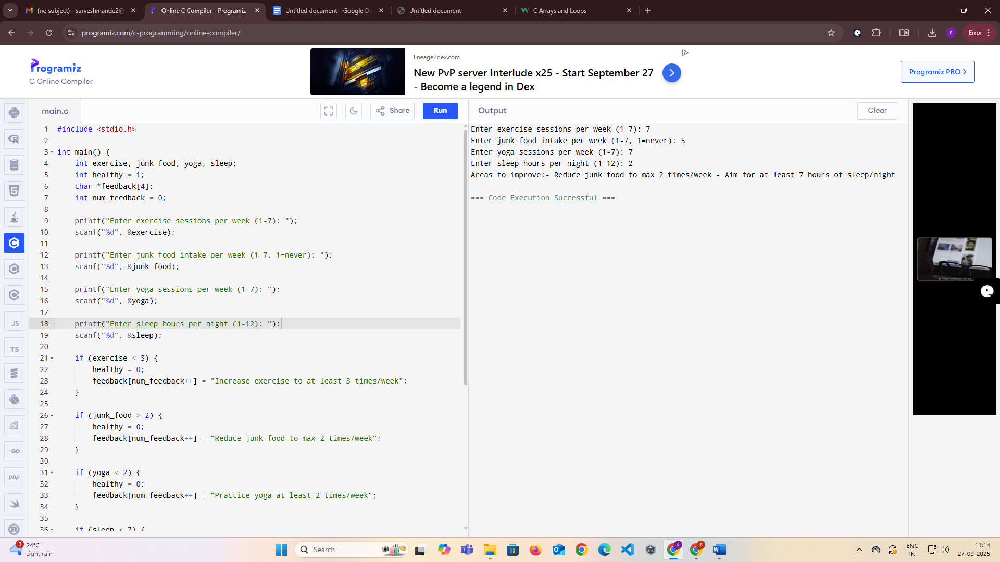 (no subject) - sarveshmande2@
Online C Compiler - Programiz
Untitled document - Google Do
Untitled document
C Arrays and Loops
programiz.com/c-programming/online-compiler/
s
Error
Programiz
C Online Compiler
lineage2dex.com
New PvP server Interlude x25 - Start September 27
- Become a legend in Dex
Programiz PRO
main.c
Share
Run
Output
Clear
1 #include <stdio.h>
2
3 int main() {
4 int exercise, junk_food, yoga, sleep;
5 int healthy = 1;
6 char *feedback[4];
7 int num_feedback = 0;
8
9 printf("Enter exercise sessions per week (1-7): ");
10 scanf("%d", &exercise);
11
12 printf("Enter junk food intake per week (1-7, 1=never): ");
13 scanf("%d", &junk_food);
14
15 printf("Enter yoga sessions per week (1-7): ");
16 scanf("%d", &yoga);
17
18 printf("Enter sleep hours per night (1-12): ");
19 scanf("%d", &sleep);
20
21 if (exercise < 3) {
22 healthy = 0;
23 feedback[num_feedback++] = "Increase exercise to at least 3 times/week";
24 }
25
26 if (junk_food > 2) {
27 healthy = 0;
28 feedback[num_feedback++] = "Reduce junk food to max 2 times/week";
29 }
30
31 if (yoga < 2) {
32 healthy = 0;
33 feedback[num_feedback++] = "Practice yoga at least 2 times/week";
34 }
35
36 if (sleep < 7) {
Enter exercise sessions per week (1-7): 7
Enter junk food intake per week (1-7, 1=never): 5
Enter yoga sessions per week (1-7): 7
Enter sleep hours per night (1-12): 2
Areas to improve:- Reduce junk food to max 2 times/week - Aim for at least 7 hours of sleep/night
=== Code Execution Successful ===
JS
TS
GO
php
3
24°C
Light rain
Search
S
S
ENG
IN
11:14
27-09-2025